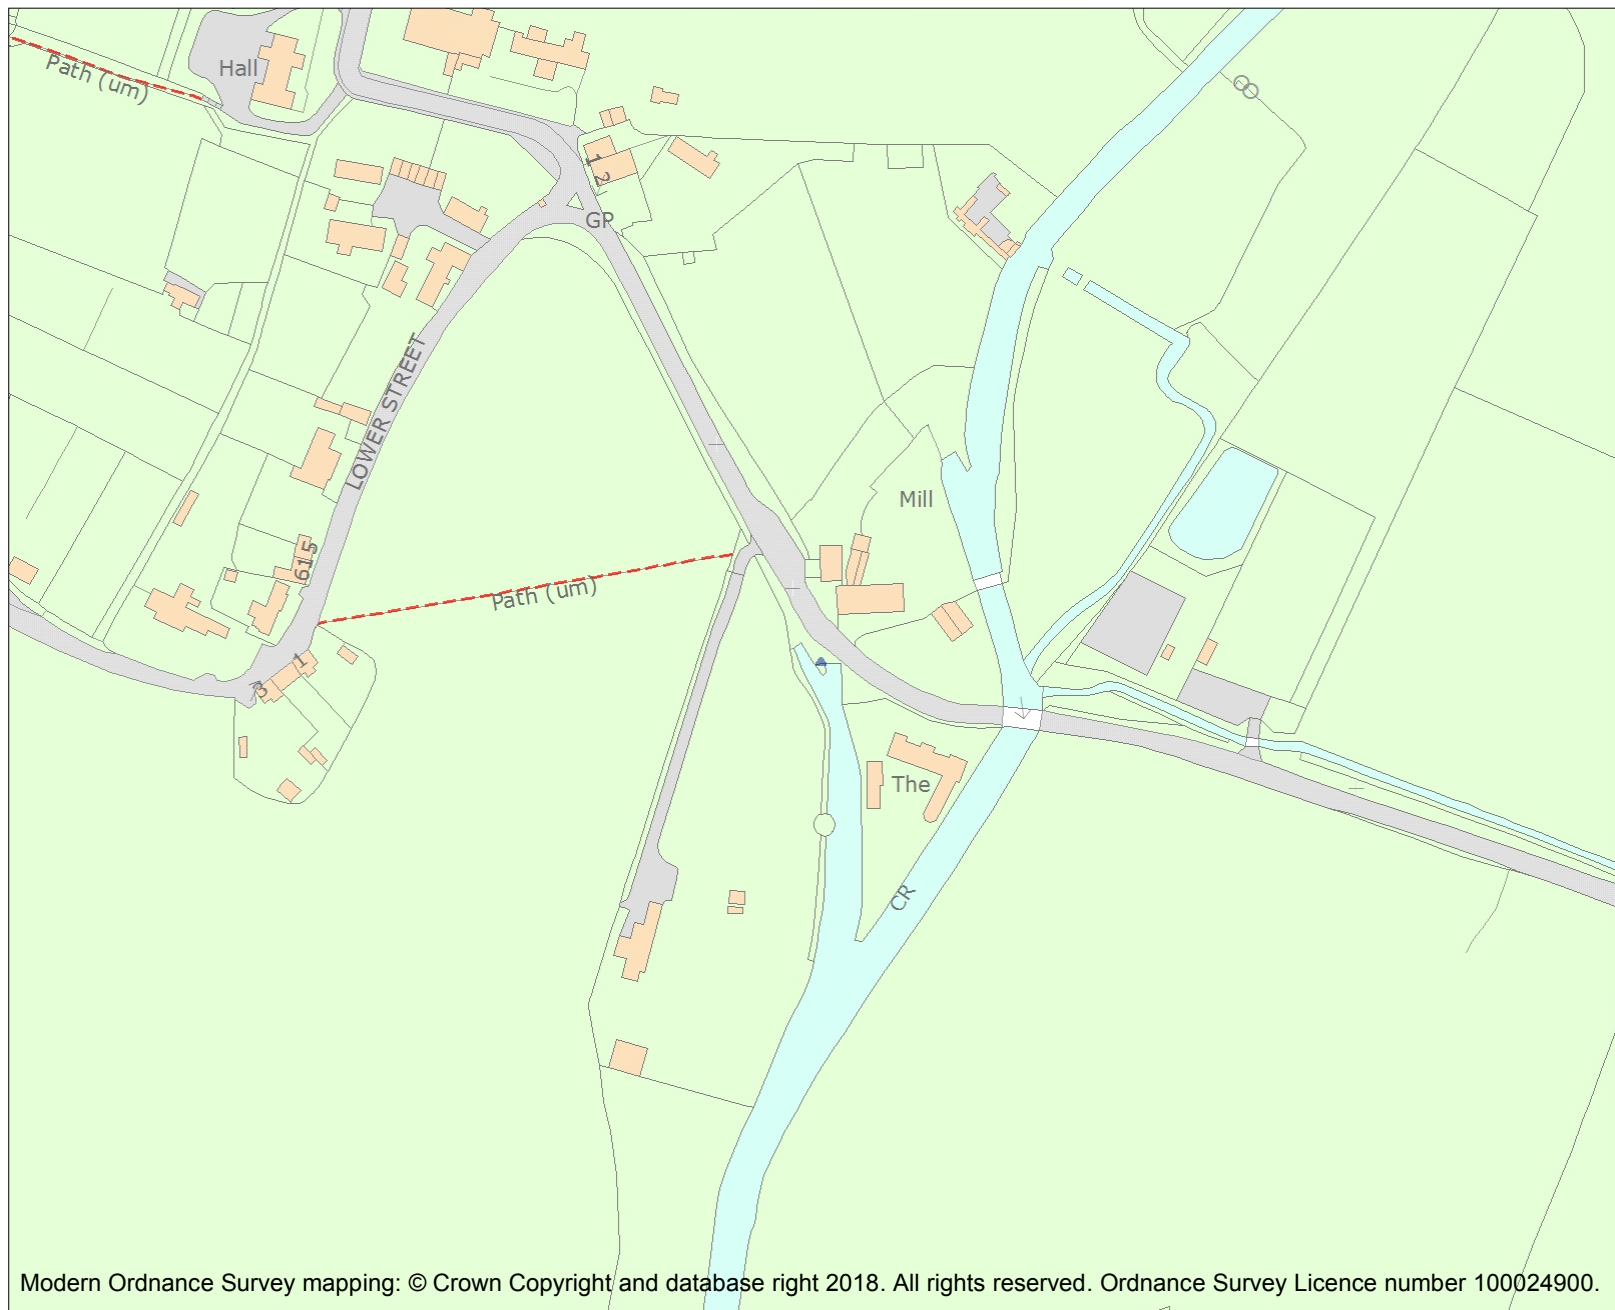 Hall
Path (um)
1
2
GP
LOWER STREET
Mill
615
Path (um)
1
3
The
CR
Modern Ordnance Survey mapping: © Crown Copyright and database right 2018. All rights reserved. Ordnance Survey Licence number 100024900.